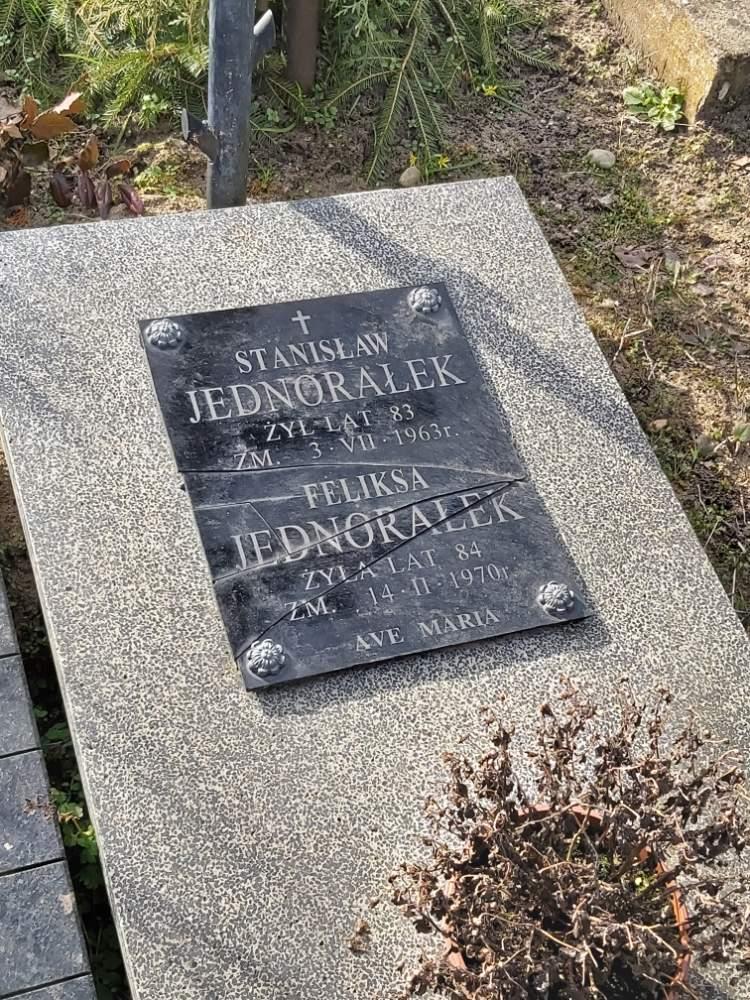 STANISŁAW
JEDNORAŁEK
ŻYŁ LAT 83
ZM. 3·VII·1963r.
FELIKSA
JEDNORAŁEK
ŻYŁA LAT 84
ZM. 14·II·1970r
AVE MARIA